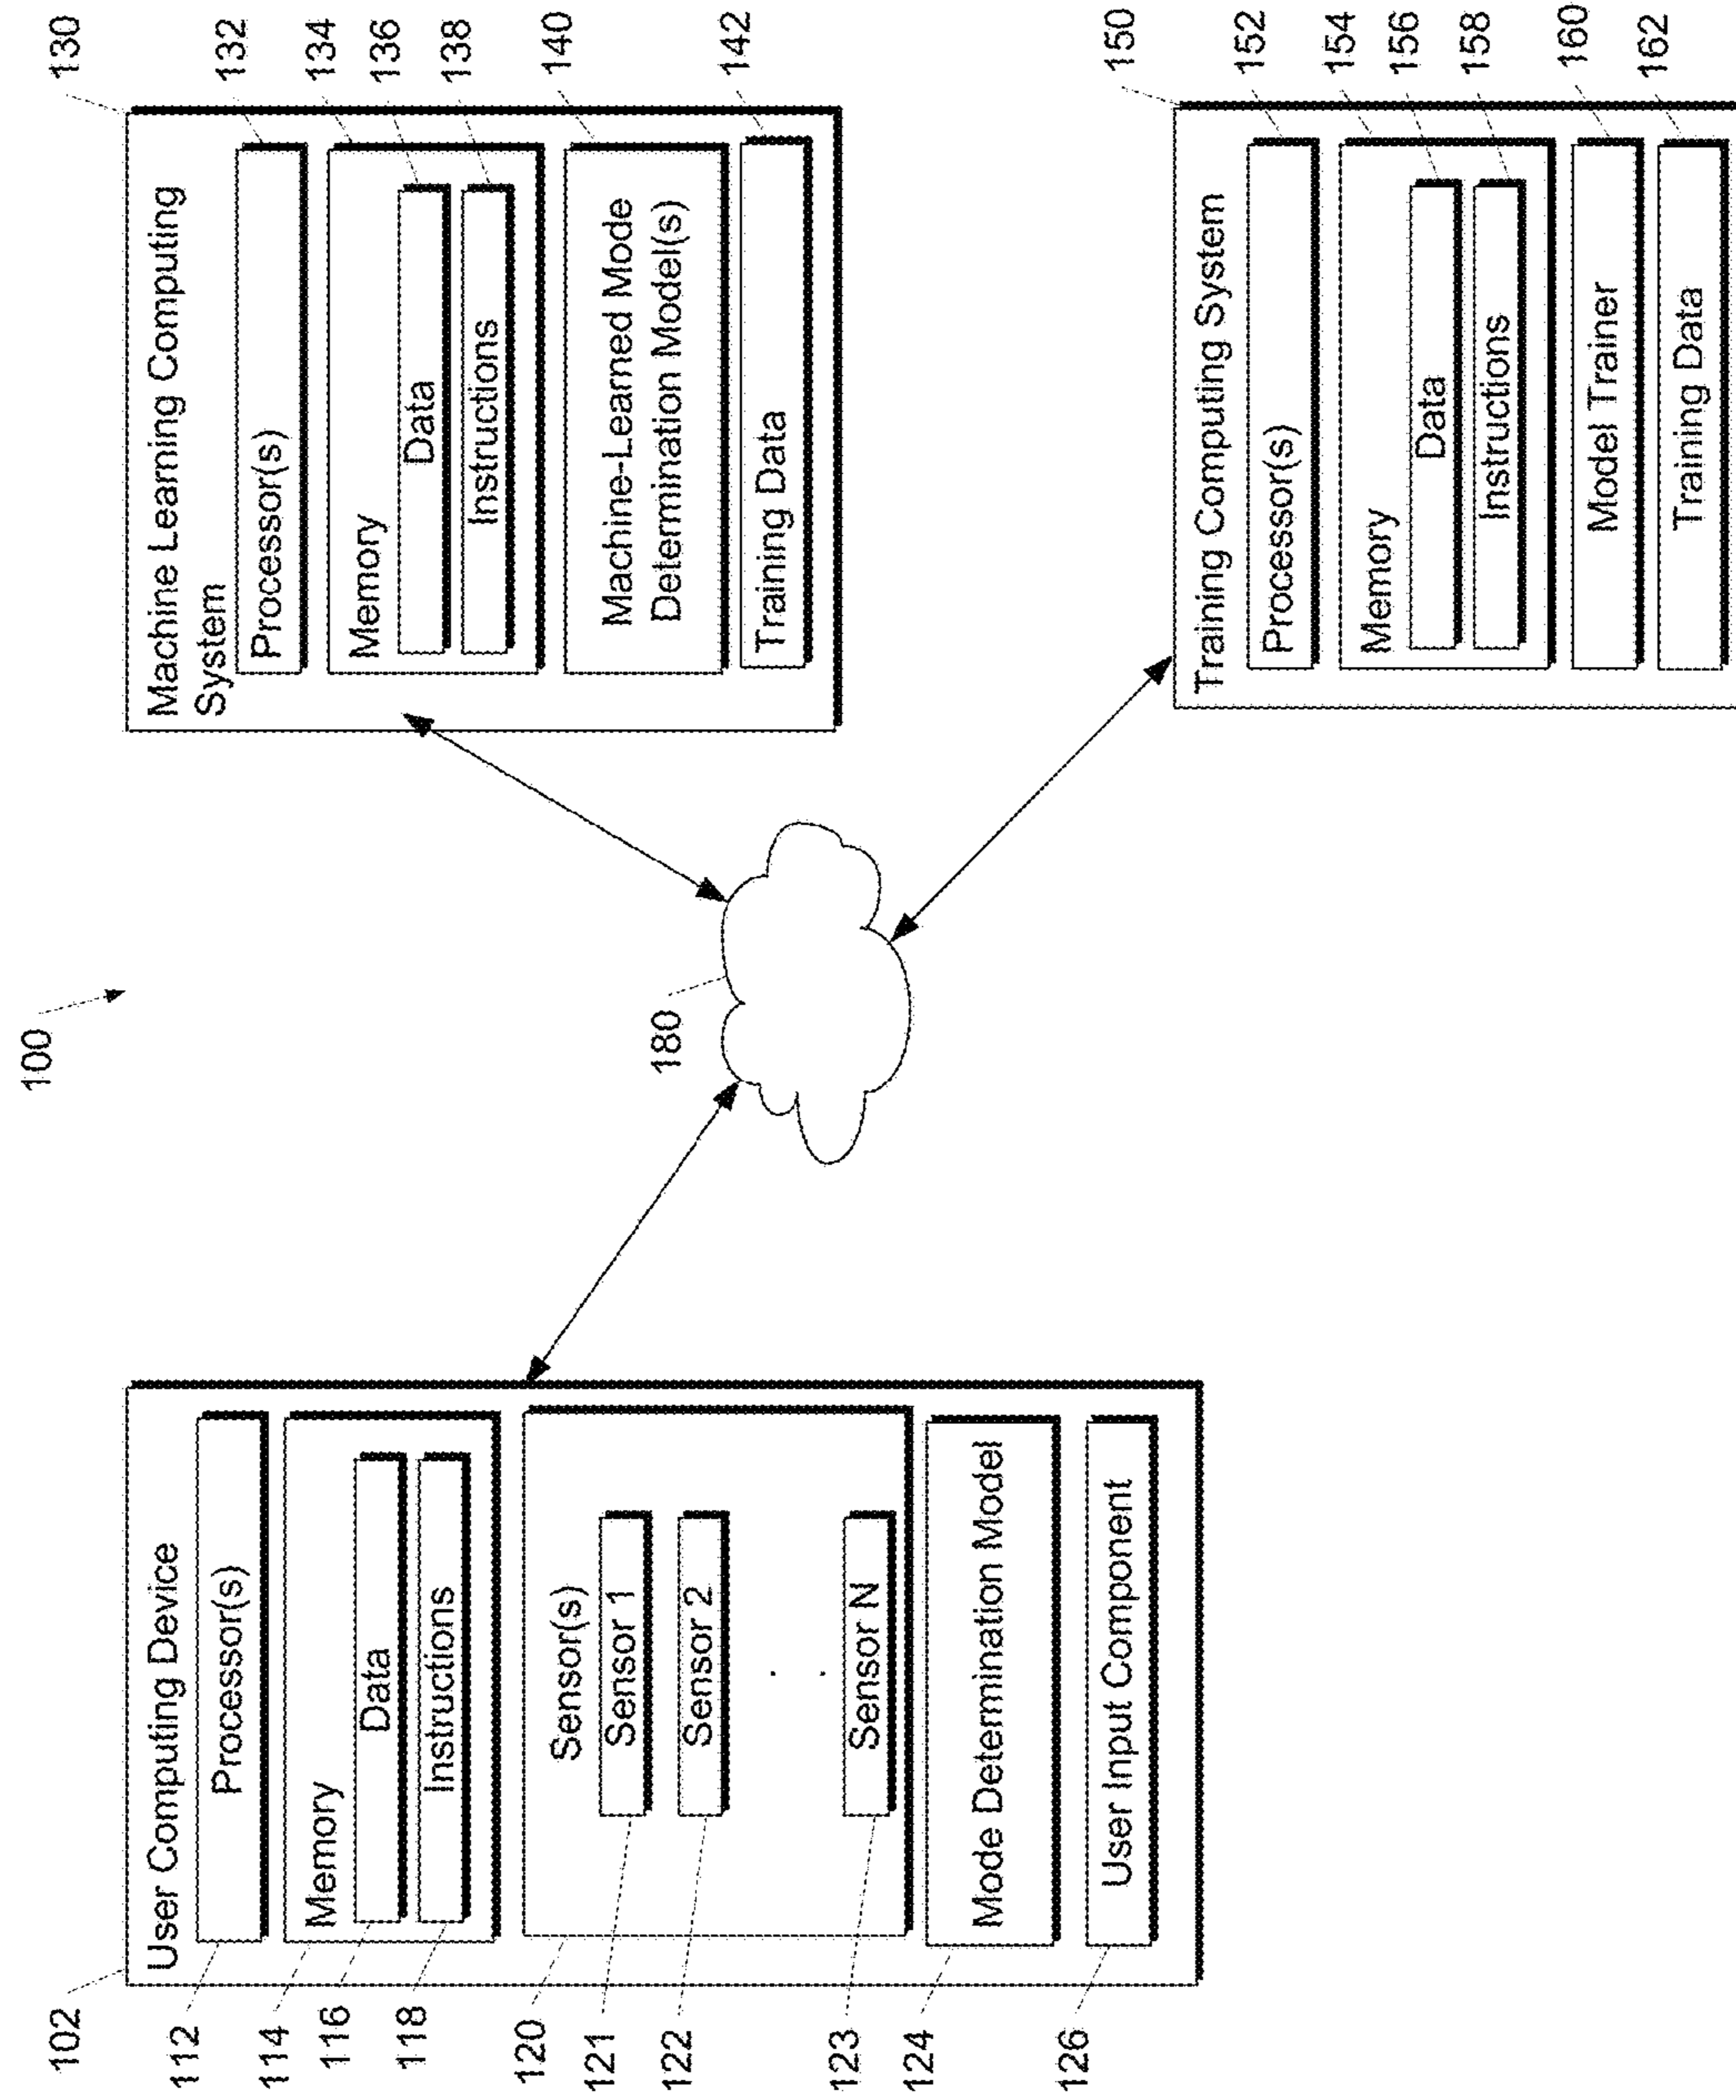 100
102
User Computing Device
112
Processor(s)
114
Memory
116
Data
118
Instructions
120
Sensor(s)
121
Sensor 1
122
Sensor 2
. .
123
Sensor N
124
Mode Determination Model
126
User Input Component
180
130
Machine Learning Computing
System
132
Processor(s)
134
Memory
136
Data
138
Instructions
140
Machine-Learned Mode
Determination Model(s)
142
Training Data
150
Training Computing System
152
Processor(s)
154
Memory
156
Data
158
Instructions
160
Model Trainer
162
Training Data